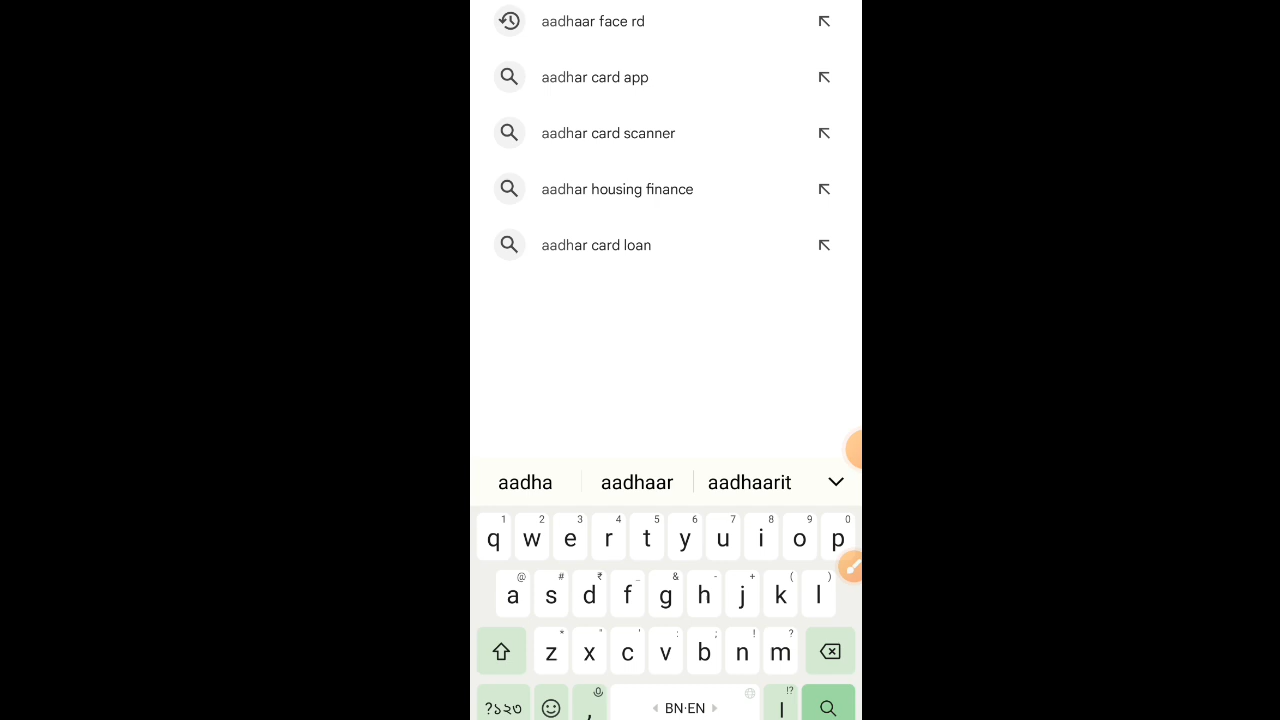 aadhaar face rd
aadhar card app
aadhar card scanner
aadhar housing finance
aadhar card loan
aadha aadhaar aadhaarit
1 2 3 4 5 6 7 8 9 0
q w e r t y u i o p
@ # ₹ _ & - + ( )
a s d f g h j k l
* " ' : ; ! ?
z x c v b n m
!?
?১২৩ , BN·EN ।